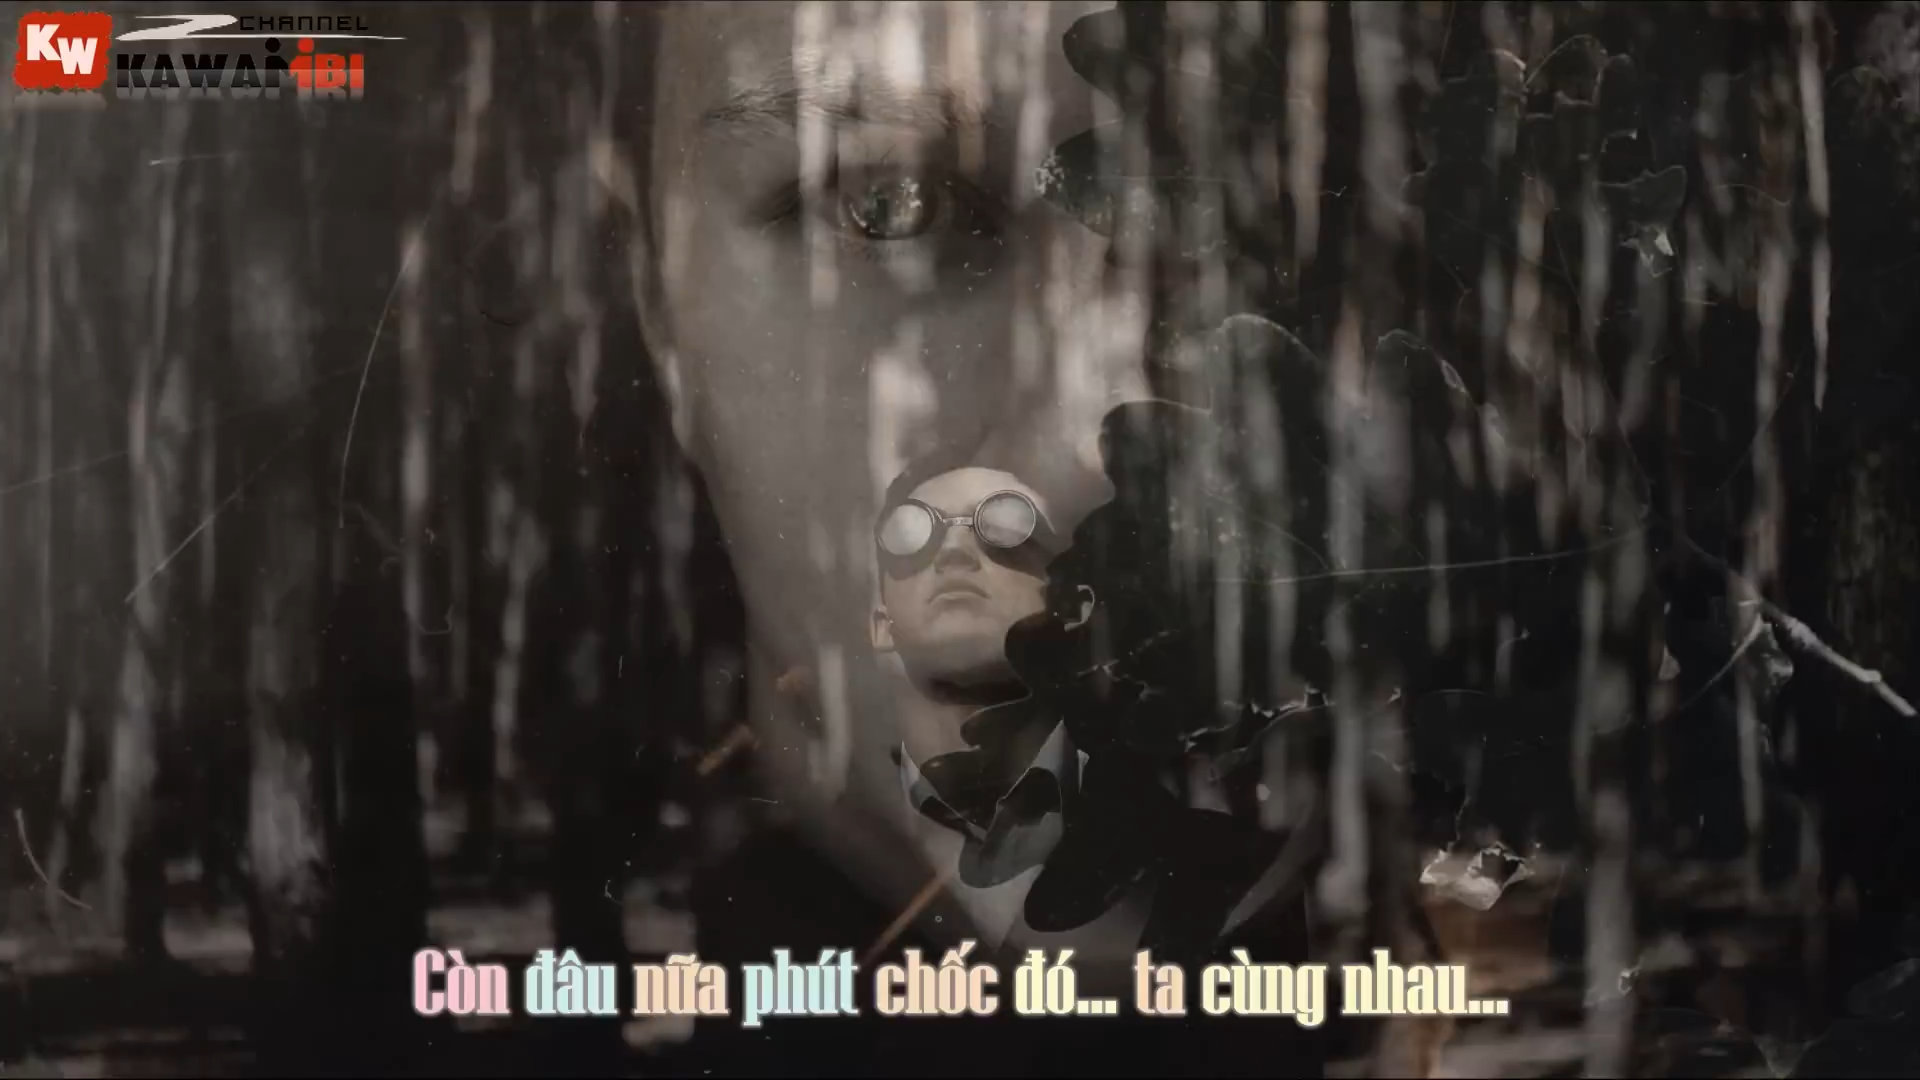 KW
CHANNEL
KAWAIIBI
Còn đâu nữa phút chốc đó... ta cùng nhau...